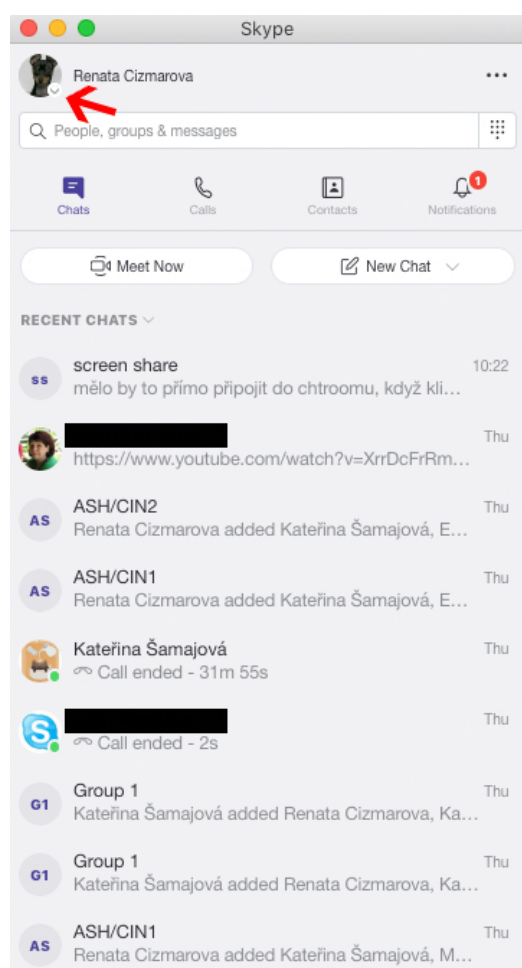 Skype
Renata Cizmarova
People, groups & messages
Chats
Calls
Contacts
1
Notifications
Meet Now
New Chat
RECENT CHATS
ss
screen share
10:22
mělo by to přímo připojit do chtroomu, když kli...
Thu
https://www.youtube.com/watch?v=XrrDcFrRm...
AS
ASH/CIN2
Thu
Renata Cizmarova added Kateřina Šamajová, E...
AS
ASH/CIN1
Thu
Renata Cizmarova added Kateřina Šamajová, E...
Kateřina Šamajová
Thu
Call ended - 31m 55s
Thu
Call ended - 2s
G1
Group 1
Thu
Kateřina Šamajová added Renata Cizmarova, Ka...
G1
Group 1
Thu
Kateřina Šamajová added Renata Cizmarova, Ka...
AS
ASH/CIN1
Thu
Renata Cizmarova added Kateřina Šamajová, M...